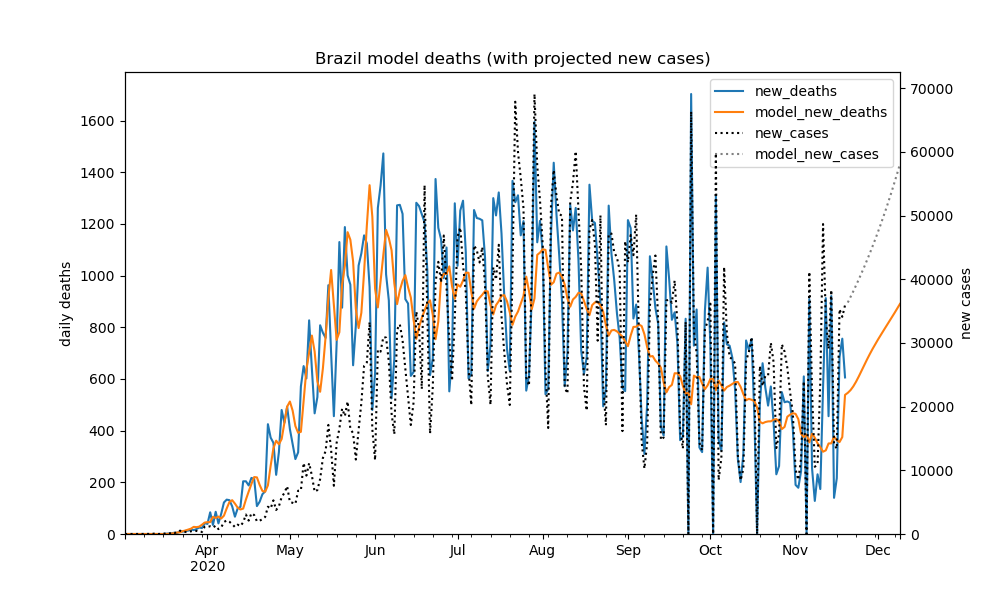 Brazil model deaths (with projected new cases)
new_deaths
model_new_deaths
new_cases
model_new_cases
daily deaths
1600
1400
1200
1000
800
600
400
200
0
new cases
70000
60000
50000
40000
30000
20000
10000
0
Apr
2020
May
Jun
Jul
Aug
Sep
Oct
Nov
Dec